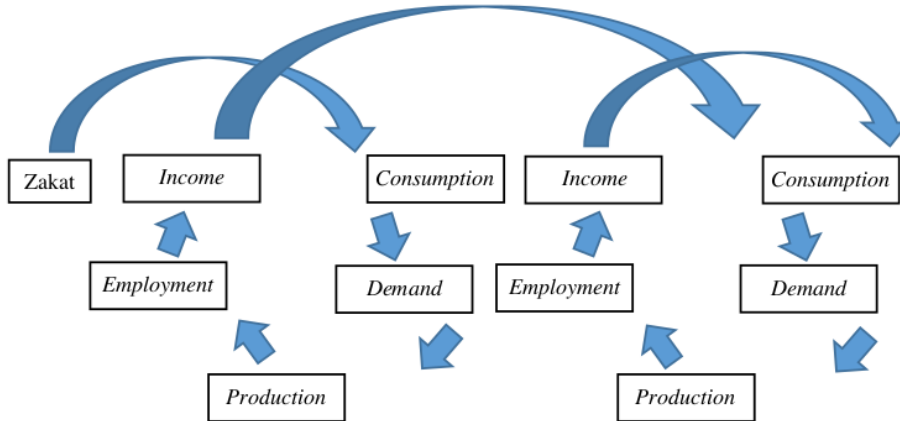 Zakat
Income
Consumption
Income
Consumption
Employment
Demand
Employment
Demand
Production
Production